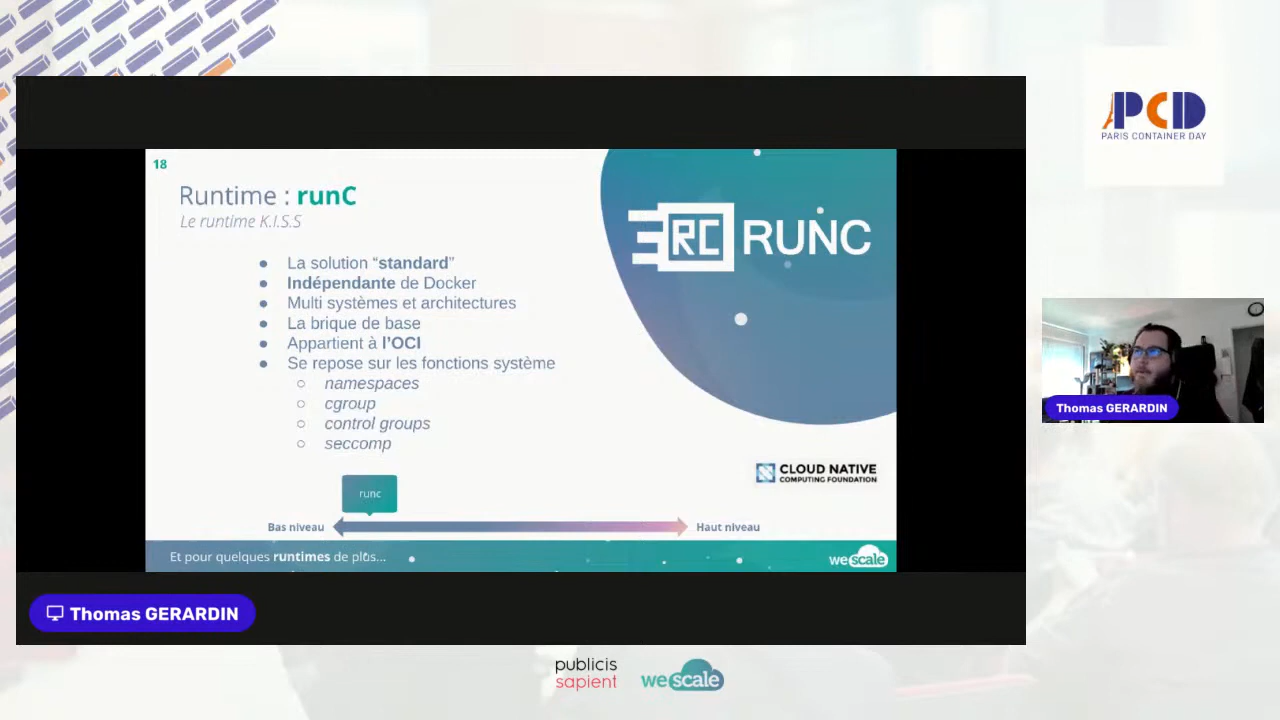 PCD
PARIS CONTAINER DAY
18
Runtime : runC
Le runtime K.I.S.S
RC RUNC
● La solution “standard”
● Indépendante de Docker
● Multi systèmes et architectures
● La brique de base
● Appartient à l’OCI
● Se repose sur les fonctions système
○ namespaces
○ cgroup
○ control groups
○ seccomp
CLOUD NATIVE
COMPUTING FOUNDATION
runc
Bas niveau
Haut niveau
Et pour quelques runtimes de plus...
wescale
Thomas GERARDIN
Thomas GERARDIN
publicis
sapient
wescale